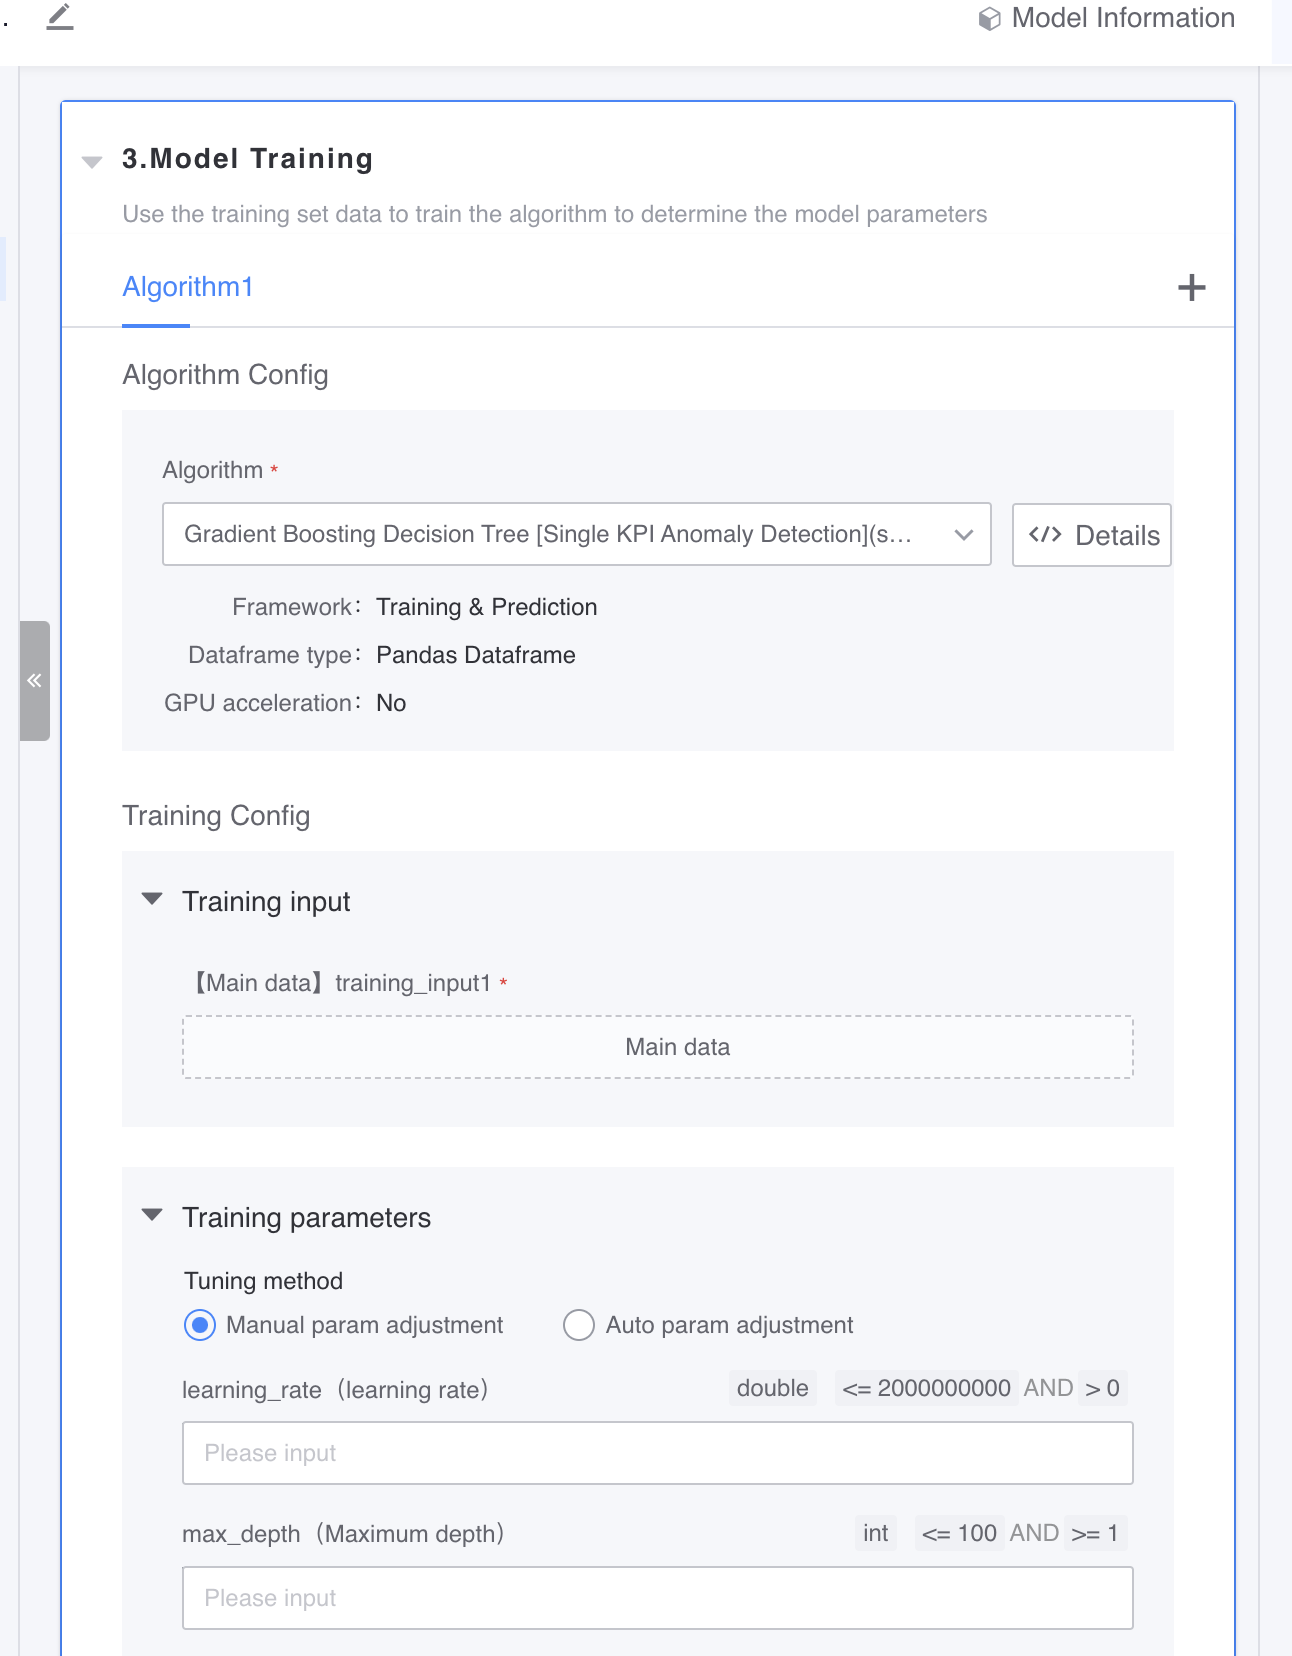 Model Information
3.Model Training
Use the training set data to train the algorithm to determine the model parameters
Algorithm1
Algorithm Config
Algorithm *
Gradient Boosting Decision Tree [Single KPI Anomaly Detection](s...
</> Details
Framework： Training & Prediction
Dataframe type： Pandas Dataframe
GPU acceleration： No
Training Config
Training input
【Main data】training_input1 *
Main data
Training parameters
Tuning method
Manual param adjustment Auto param adjustment
learning_rate（learning rate） double <= 2000000000 AND > 0
Please input
max_depth（Maximum depth） int <= 100 AND >= 1
Please input